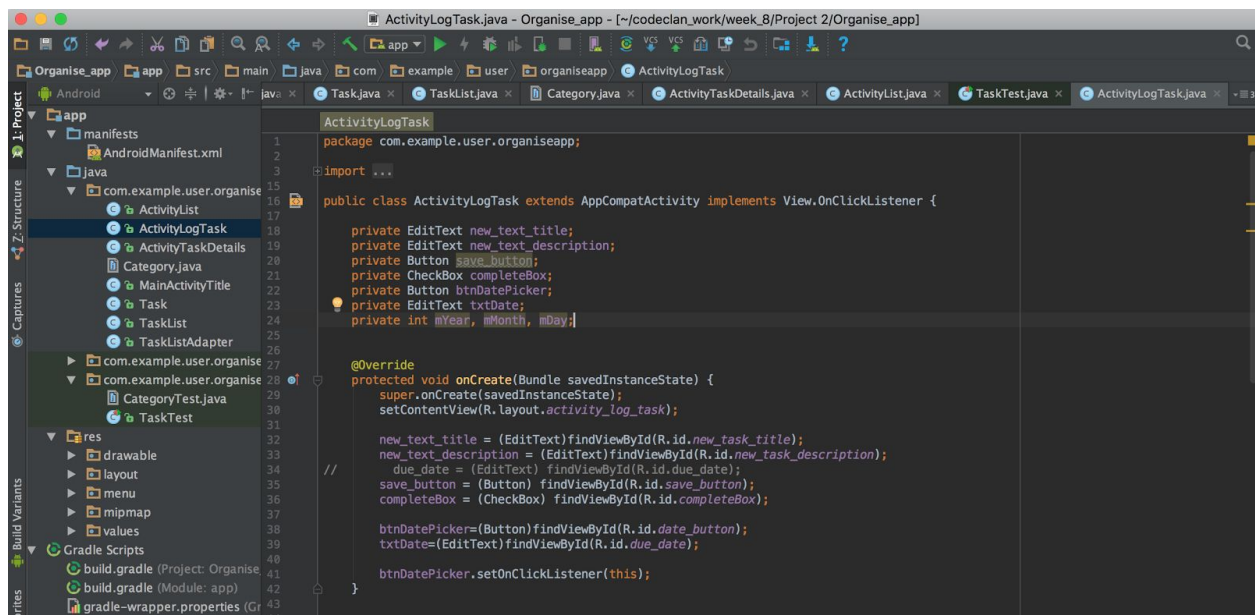 ActivityLogTask.java - Organise_app - [~/codeclan_work/week_8/Project 2/Organise_app]
app
VCS VCS
?
Organise_app app src main java com example user organiseapp ActivityLogTask
Android
java × Task.java × TaskList.java × Category.java × ActivityTaskDetails.java × ActivityList.java × TaskTest.java × ActivityLogTask.java × 3
1: Project
Z: Structure
Captures
Build Variants
rites
app
manifests
AndroidManifest.xml
java
com.example.user.organise
ActivityList
ActivityLogTask
ActivityTaskDetails
Category.java
MainActivityTitle
Task
TaskList
TaskListAdapter
com.example.user.organise
com.example.user.organise
CategoryTest.java
TaskTest
res
drawable
layout
menu
mipmap
values
Gradle Scripts
build.gradle (Project: Organise
build.gradle (Module: app)
gradle-wrapper.properties (Gr
ActivityLogTask
1 package com.example.user.organiseapp;
2
3 import ...
15
16 public class ActivityLogTask extends AppCompatActivity implements View.OnClickListener {
17
18 private EditText new_text_title;
19 private EditText new_text_description;
20 private Button save_button;
21 private CheckBox completeBox;
22 private Button btnDatePicker;
23 private EditText txtDate;
24 private int mYear, mMonth, mDay;
25
26
27 @Override
28 protected void onCreate(Bundle savedInstanceState) {
29 super.onCreate(savedInstanceState);
30 setContentView(R.layout.activity_log_task);
31
32 new_text_title = (EditText)findViewById(R.id.new_task_title);
33 new_text_description = (EditText)findViewById(R.id.new_task_description);
34 // due_date = (EditText) findViewById(R.id.due_date);
35 save_button = (Button) findViewById(R.id.save_button);
36 completeBox = (CheckBox) findViewById(R.id.completeBox);
37
38 btnDatePicker=(Button)findViewById(R.id.date_button);
39 txtDate=(EditText)findViewById(R.id.due_date);
40
41 btnDatePicker.setOnClickListener(this);
42 }
43